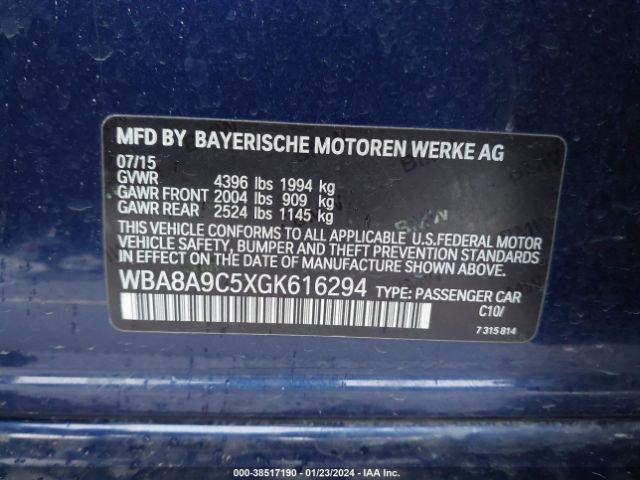 MFD BY BAYERISCHE MOTOREN WERKE AG
07/15
GVWR 4396 lbs 1994 kg
GAWR FRONT 2004 lbs 909 kg
GAWR REAR 2524 lbs 1145 kg
THIS VEHICLE CONFORMS TO ALL APPLICABLE U.S.FEDERAL MOTOR
VEHICLE SAFETY, BUMPER AND THEFT PREVENTION STANDARDS
IN EFFECT ON THE DATE OF MANUFACTURE SHOWN ABOVE.
WBA8A9C5XGK616294 TYPE: PASSENGER CAR
C10/
7 315 814
000-38517190 - 01/23/2024 - IAA Inc.